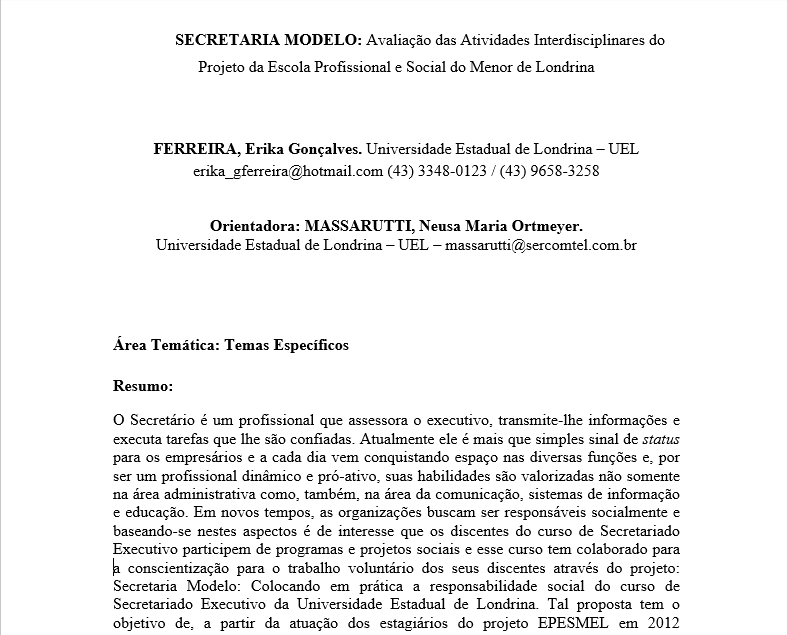 SECRETARIA MODELO: Avaliação das Atividades Interdisciplinares do
Projeto da Escola Profissional e Social do Menor de Londrina
FERREIRA, Erika Gonçalves. Universidade Estadual de Londrina – UEL
erika_gferreira@hotmail.com (43) 3348-0123 / (43) 9658-3258
Orientadora: MASSARUTTI, Neusa Maria Ortmeyer.
Universidade Estadual de Londrina – UEL – massarutti@sercomtel.com.br
Área Temática: Temas Específicos
Resumo:
O Secretário é um profissional que assessora o executivo, transmite-lhe informações e
executa tarefas que lhe são confiadas. Atualmente ele é mais que simples sinal de status
para os empresários e a cada dia vem conquistando espaço nas diversas funções e, por
ser um profissional dinâmico e pró-ativo, suas habilidades são valorizadas não somente
na área administrativa como, também, na área da comunicação, sistemas de informação
e educação. Em novos tempos, as organizações buscam ser responsáveis socialmente e
baseando-se nestes aspectos é de interesse que os discentes do curso de Secretariado
Executivo participem de programas e projetos sociais e esse curso tem colaborado para
a conscientização para o trabalho voluntário dos seus discentes através do projeto:
Secretaria Modelo: Colocando em prática a responsabilidade social do curso de
Secretariado Executivo da Universidade Estadual de Londrina. Tal proposta tem o
objetivo de, a partir da atuação dos estagiários do projeto EPESMEL em 2012